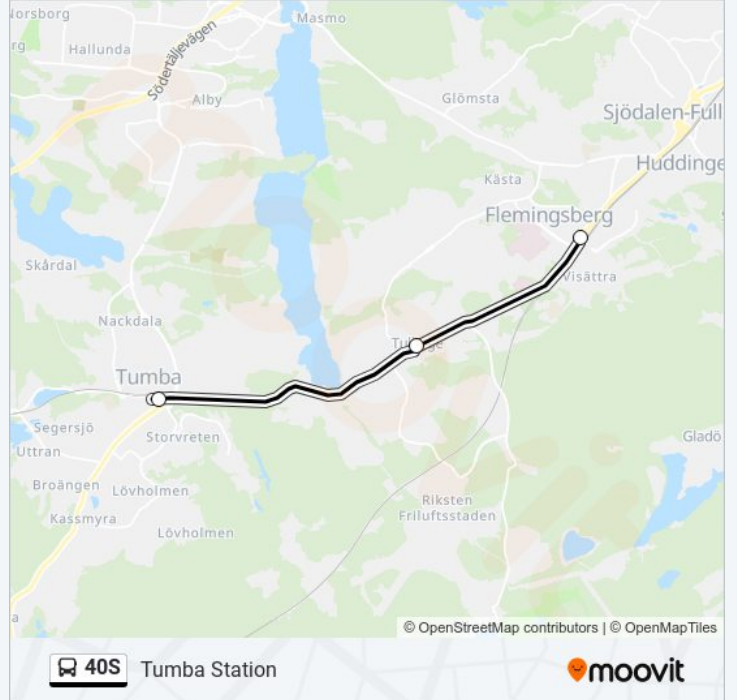 Norsborg
Masmo
rg
Hallunda
Södertäljevägen
Alby
Glömsta
Sjödalen-Full
Huddinge
Kästa
Flemingsberg
Skårdal
Visättra
Nackdala
Tumba
Segersjö
Storvreten
Uttran
Gladö
Broängen
Lövholmen
Riksten
Friluftsstaden
Kassmyra
Lövholmen
a
© OpenStreetMap contributors | © OpenMapTiles
40S Tumba Station
moovit